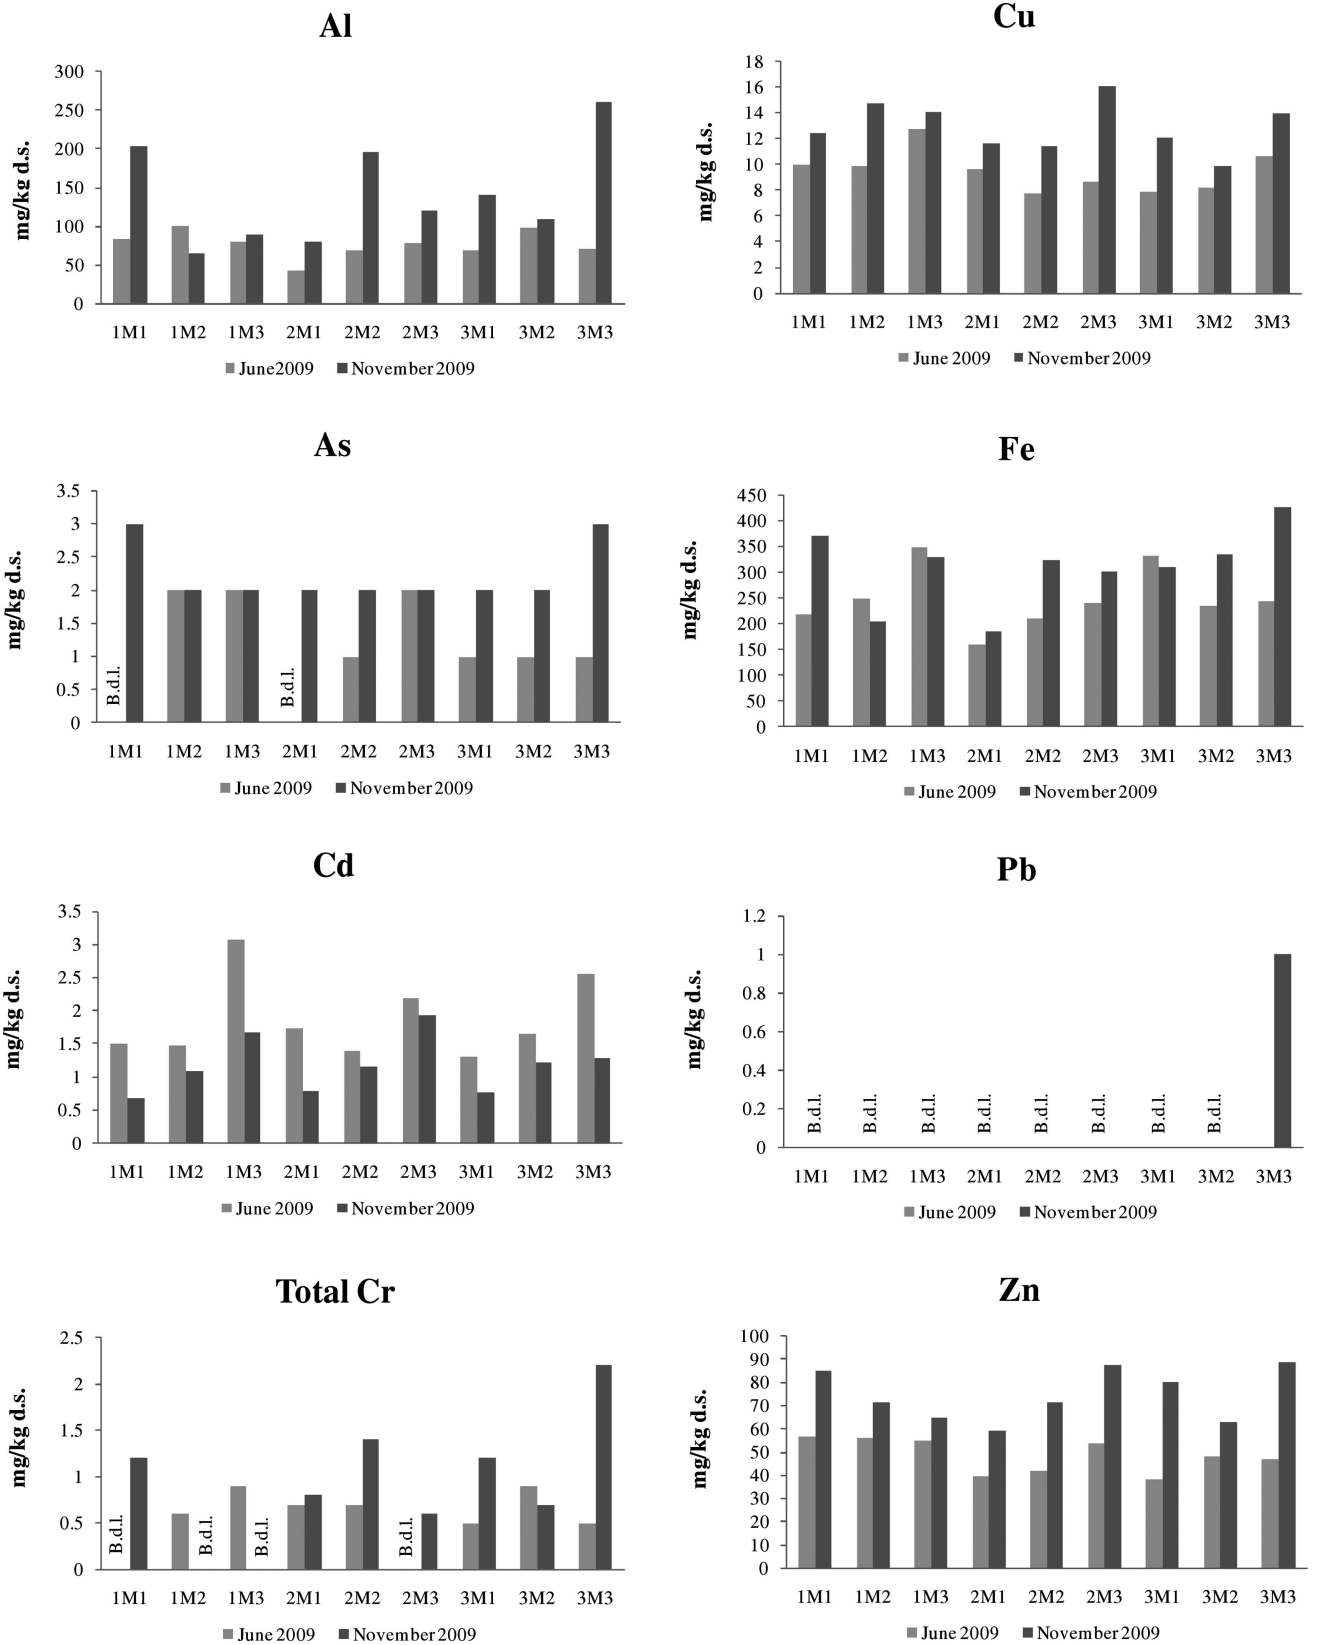 Al
300
250
200
150
100
50
0
mg/kg d.s.
1M1 1M2 1M3 2M1 2M2 2M3 3M1 3M2 3M3
June2009 November 2009
Cu
18
16
14
12
10
8
6
4
2
0
mg/kg d.s.
1M1 1M2 1M3 2M1 2M2 2M3 3M1 3M2 3M3
June 2009 November 2009
As
3.5
3
2.5
2
1.5
1
0.5
0
mg/kg d.s.
B.d.l. B.d.l.
1M1 1M2 1M3 2M1 2M2 2M3 3M1 3M2 3M3
June 2009 November 2009
Fe
450
400
350
300
250
200
150
100
50
0
mg/kg d.s.
1M1 1M2 1M3 2M1 2M2 2M3 3M1 3M2 3M3
June 2009 November 2009
Cd
3.5
3
2.5
2
1.5
1
0.5
0
mg/kg d.s.
1M1 1M2 1M3 2M1 2M2 2M3 3M1 3M2 3M3
June 2009 November 2009
Pb
1.2
1
0.8
0.6
0.4
0.2
0
mg/kg d.s.
B.d.l. B.d.l. B.d.l. B.d.l. B.d.l. B.d.l. B.d.l. B.d.l.
1M1 1M2 1M3 2M1 2M2 2M3 3M1 3M2 3M3
June 2009 November 2009
Total Cr
2.5
2
1.5
1
0.5
0
mg/kg d.s.
B.d.l. B.d.l. B.d.l. B.d.l.
1M1 1M2 1M3 2M1 2M2 2M3 3M1 3M2 3M3
June 2009 November 2009
Zn
100
90
80
70
60
50
40
30
20
10
0
mg/kg d.s.
1M1 1M2 1M3 2M1 2M2 2M3 3M1 3M2 3M3
June 2009 November 2009